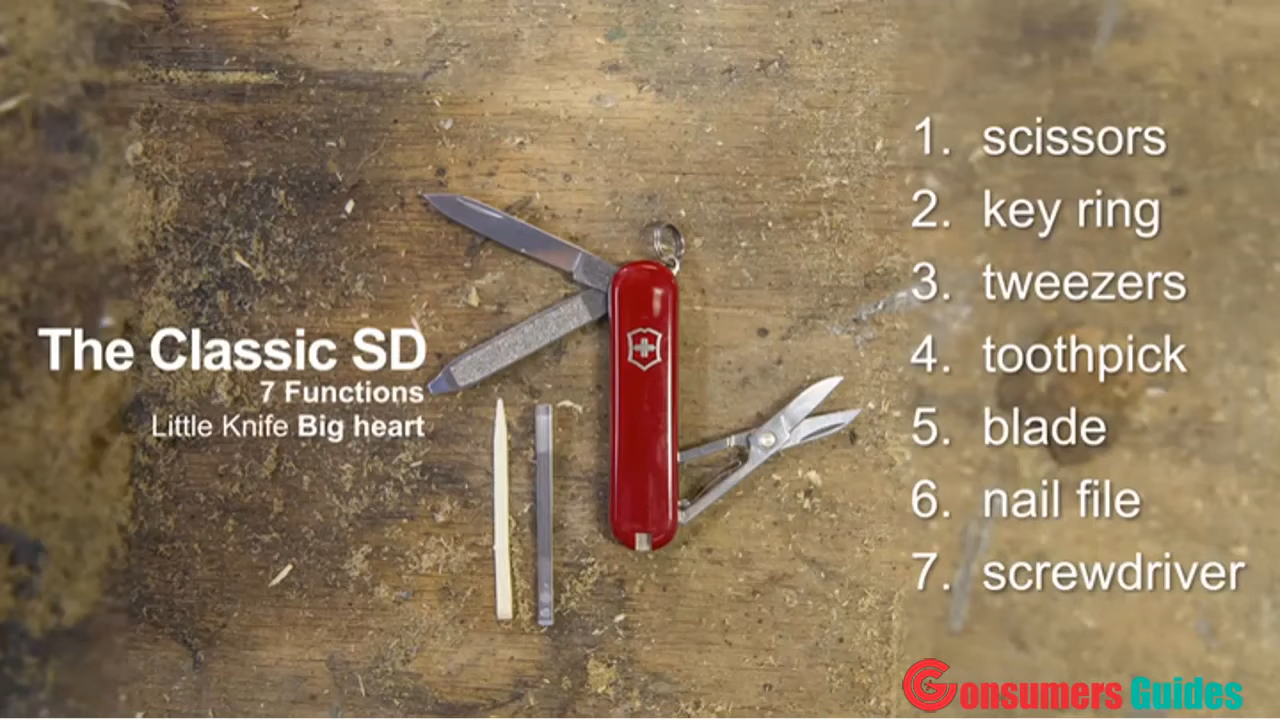 The Classic SD
7 Functions
Little Knife Big heart
1. scissors
2. key ring
3. tweezers
4. toothpick
5. blade
6. nail file
7. screwdriver
Consumers Guides